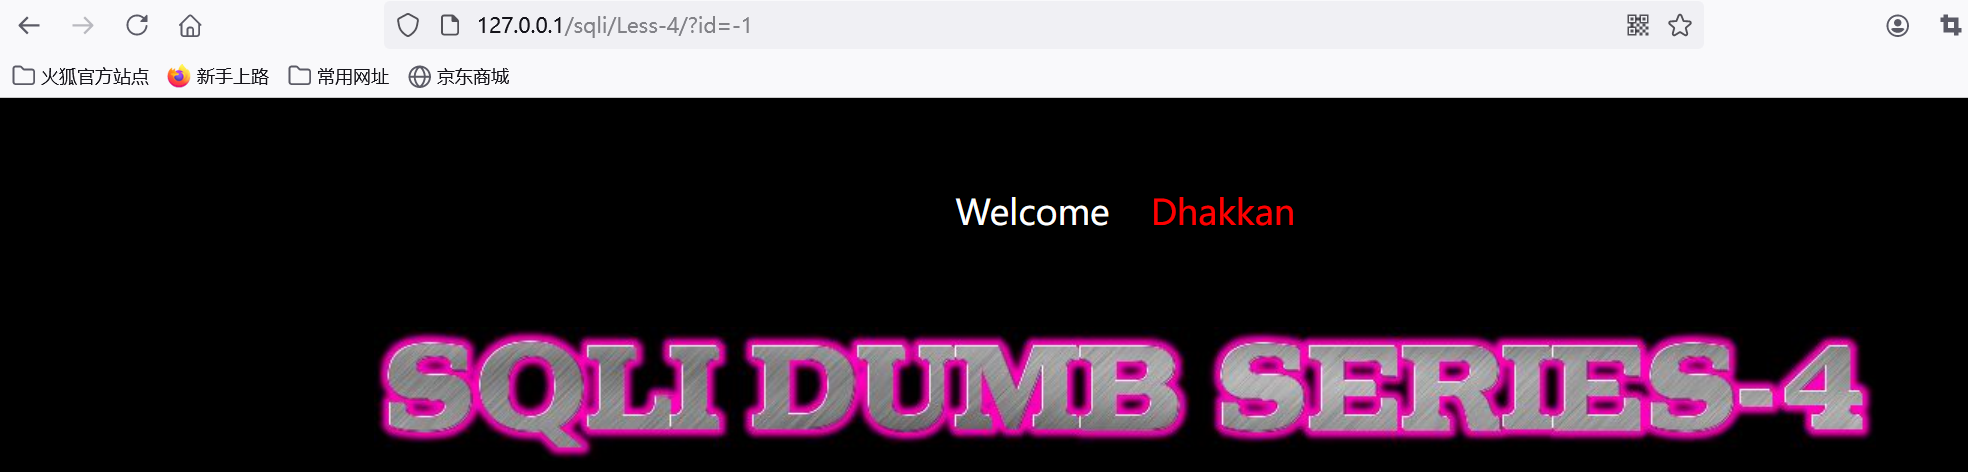 127.0.0.1/sqli/Less-4/?id=-1
火狐官方站点 新手上路 常用网址 京东商城
Welcome Dhakkan
SQLI DUMB SERIES-4